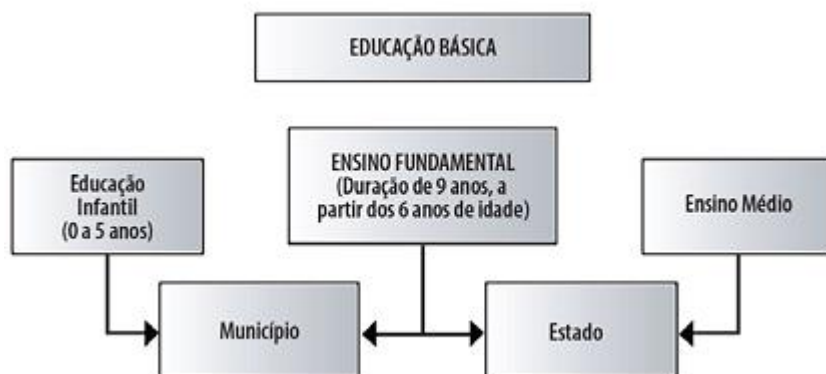 EDUCAÇÃO BÁSICA
Educação
Infantil
(0 a 5 anos)
ENSINO FUNDAMENTAL
(Duração de 9 anos, a
partir dos 6 anos de idade)
Ensino Médio
Município
Estado